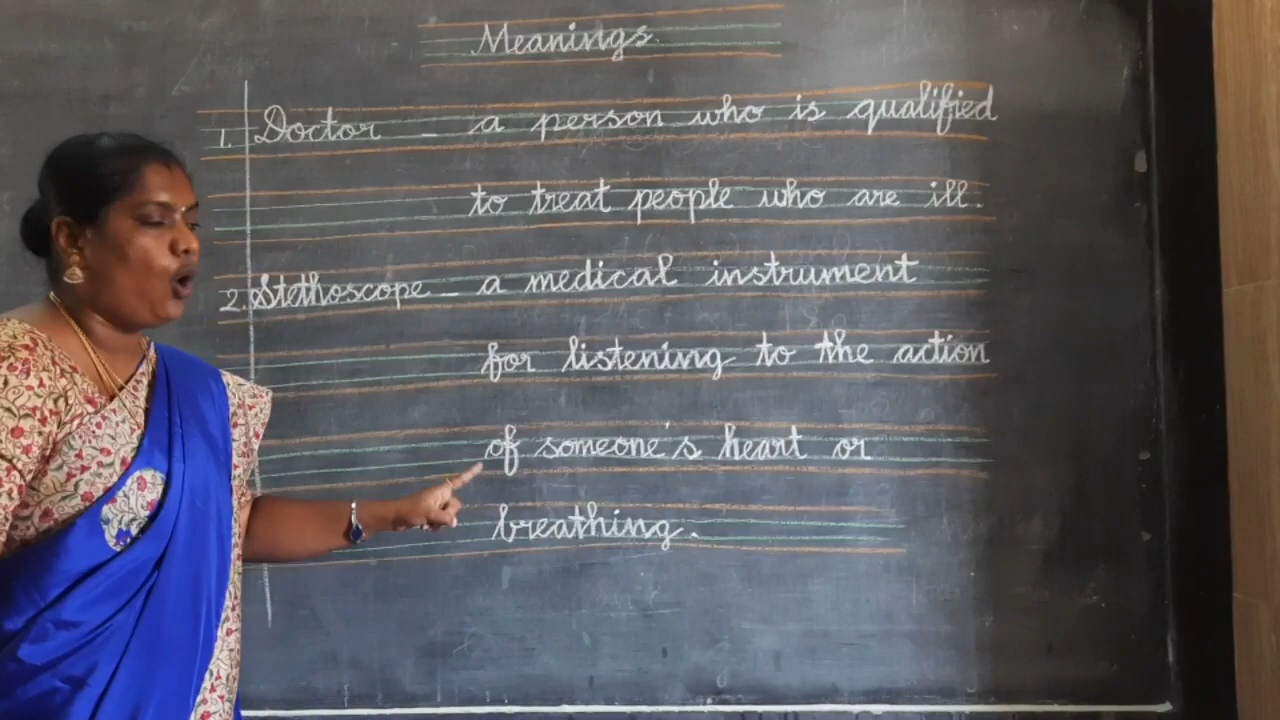 Meanings.
1. Doctor - a person who is qualified
to treat people who are ill.
2. Stethoscope - a medical instrument
for listening to the action
of someone's heart or
breathing.